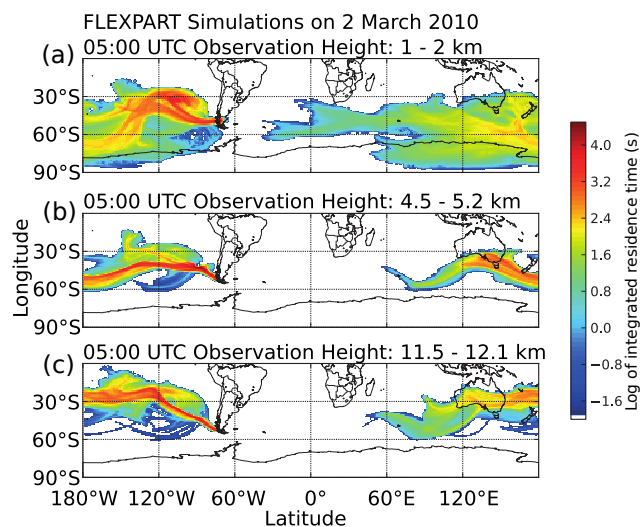 FLEXPART Simulations on 2 March 2010
(a) 05:00 UTC Observation Height: 1 - 2 km
30°S
60°S
90°S
(b) 05:00 UTC Observation Height: 4.5 - 5.2 km
30°S
60°S
90°S
(c) 05:00 UTC Observation Height: 11.5 - 12.1 km
30°S
60°S
90°S
180°W 120°W 60°W 0° 60°E 120°E
Latitude
Longitude
4.0
3.2
2.4
1.6
0.8
0.0
−0.8
−1.6
Log of integrated residence time (s)